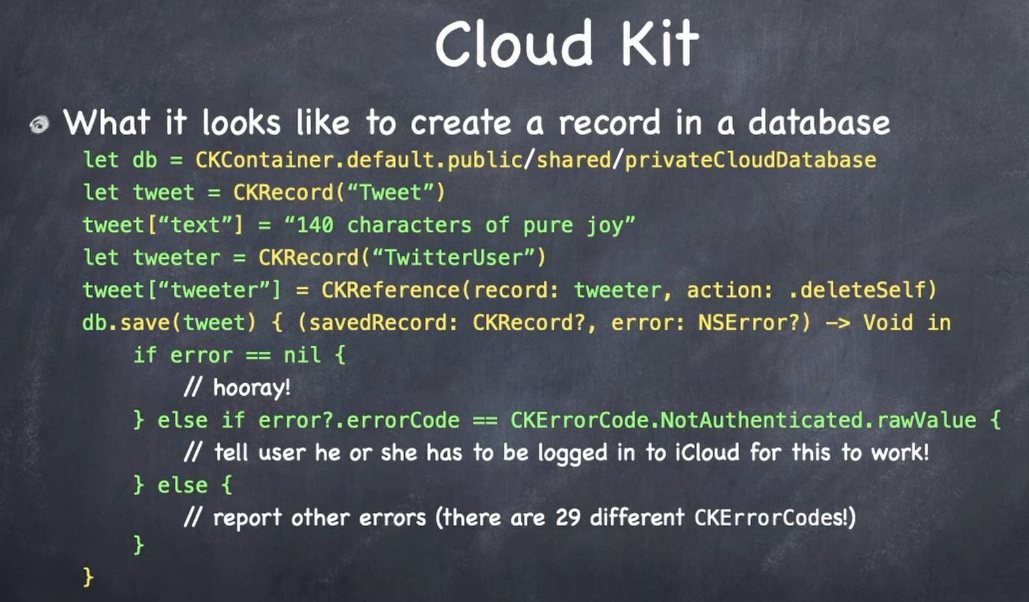 Cloud Kit
What it looks like to create a record in a database
let db = CKContainer.default.public/shared/privateCloudDatabase
let tweet = CKRecord(“Tweet”)
tweet[“text”] = “140 characters of pure joy”
let tweeter = CKRecord(“TwitterUser”)
tweet[“tweeter”] = CKReference(record: tweeter, action: .deleteSelf)
db.save(tweet) { (savedRecord: CKRecord?, error: NSError?) -> Void in
if error == nil {
// hooray!
} else if error?.errorCode == CKErrorCode.NotAuthenticated.rawValue {
// tell user he or she has to be logged in to iCloud for this to work!
} else {
// report other errors (there are 29 different CKErrorCodes!)
}
}